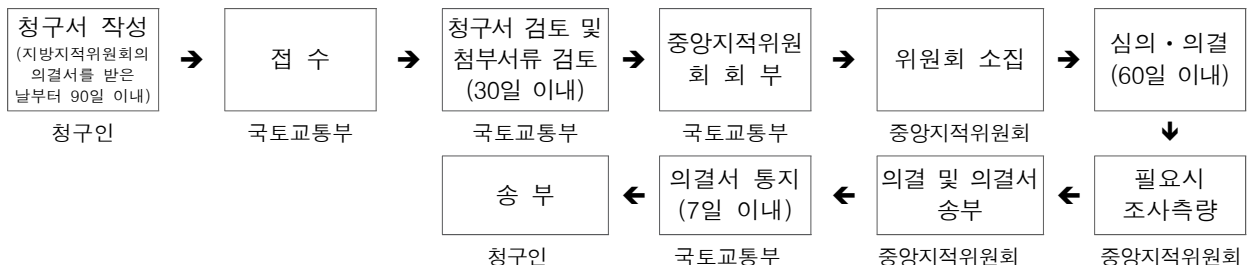 청구서 작성
(지방지적위원회의
의결서를 받은
날부터 90일 이내)
➔
접 수
➔
청구서 검토 및
첨부서류 검토
(30일 이내)
➔
중앙지적위원
회 회 부
➔
위원회 소집
➔
심의・의결
(60일 이내)
청구인
국토교통부
국토교통부
국토교통부
중앙지적위원회
🡻
송 부
🡸
의결서 통지
(7일 이내)
🡸
의결 및 의결서
송부
🡸
필요시
조사측량
청구인
국토교통부
중앙지적위원회
중앙지적위원회